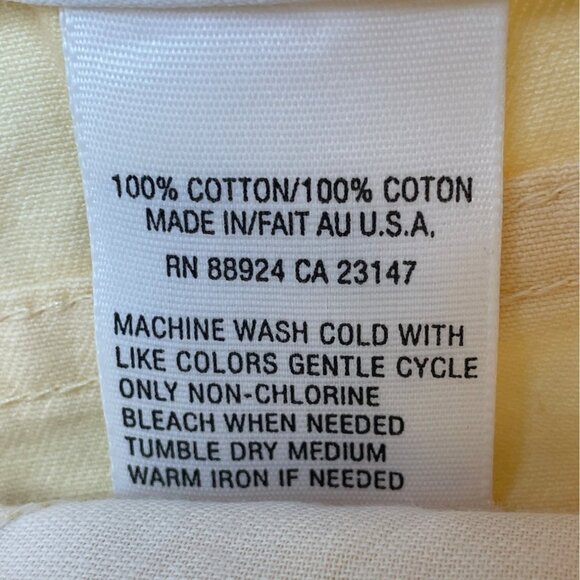 100% COTTON/100% COTON
MADE IN/FAIT AU U.S.A.
RN 88924 CA 23147
MACHINE WASH COLD WITH
LIKE COLORS GENTLE CYCLE
ONLY NON-CHLORINE
BLEACH WHEN NEEDED
TUMBLE DRY MEDIUM
WARM IRON IF NEEDED